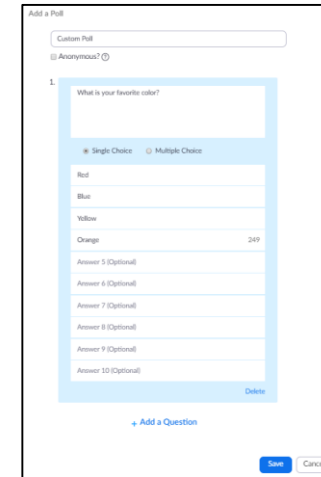 Add a Poll
Custom Poll
Anonymous?
1.
What is your favorite color?
Single Choice Multiple Choice
Red
Blue
Yellow
Orange 249
Answer 5 (Optional)
Answer 6 (Optional)
Answer 7 (Optional)
Answer 8 (Optional)
Answer 9 (Optional)
Answer 10 (Optional)
Delete
+ Add a Question
Save Cance